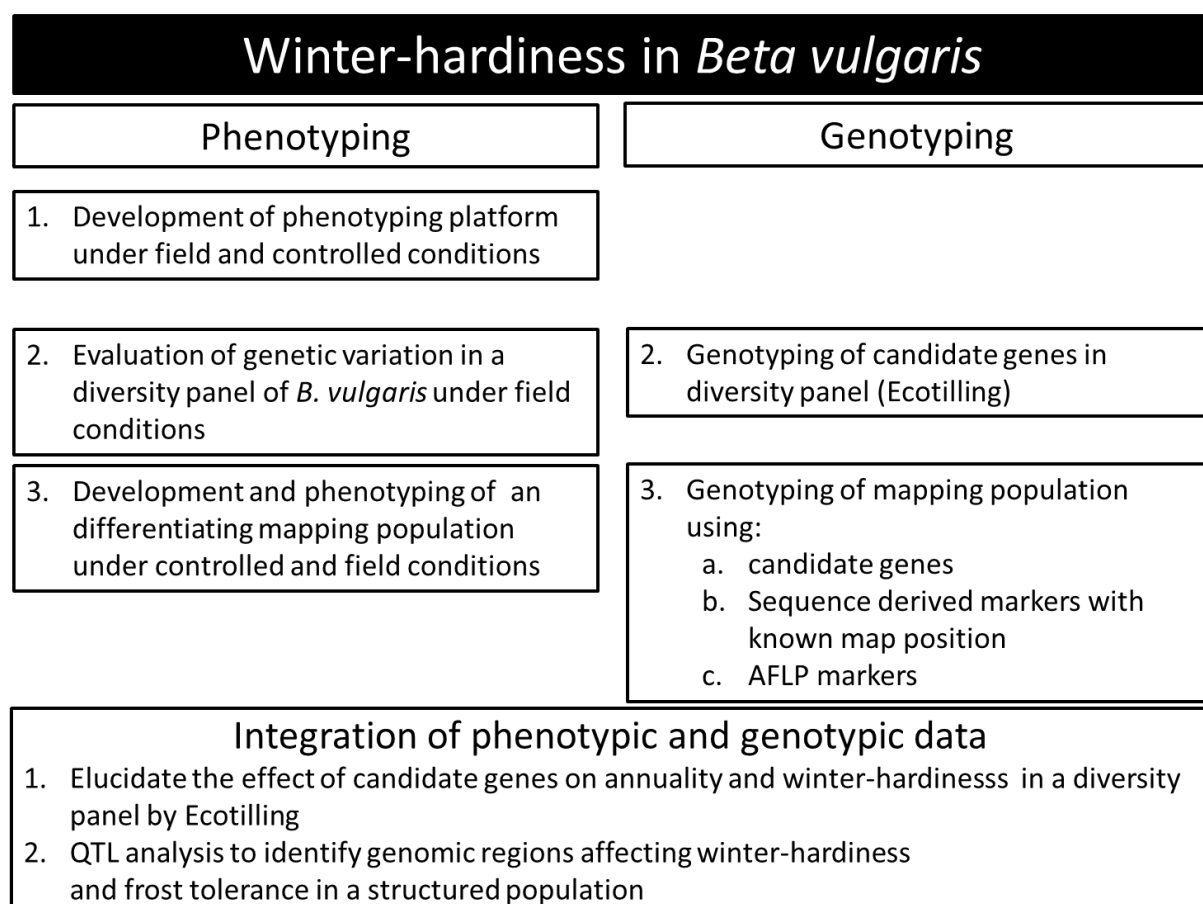 Winter-hardiness in Beta vulgaris
Phenotyping
Genotyping
1. Development of phenotyping platform
under field and controlled conditions
2. Evaluation of genetic variation in a
diversity panel of B. vulgaris under field
conditions
2. Genotyping of candidate genes in
diversity panel (Ecotilling)
3. Development and phenotyping of an
differentiating mapping population
under controlled and field conditions
3. Genotyping of mapping population
using:
a. candidate genes
b. Sequence derived markers with
known map position
c. AFLP markers
Integration of phenotypic and genotypic data
1. Elucidate the effect of candidate genes on annuality and winter-hardinesss in a diversity
panel by Ecotilling
2. QTL analysis to identify genomic regions affecting winter-hardiness
and frost tolerance in a structured population